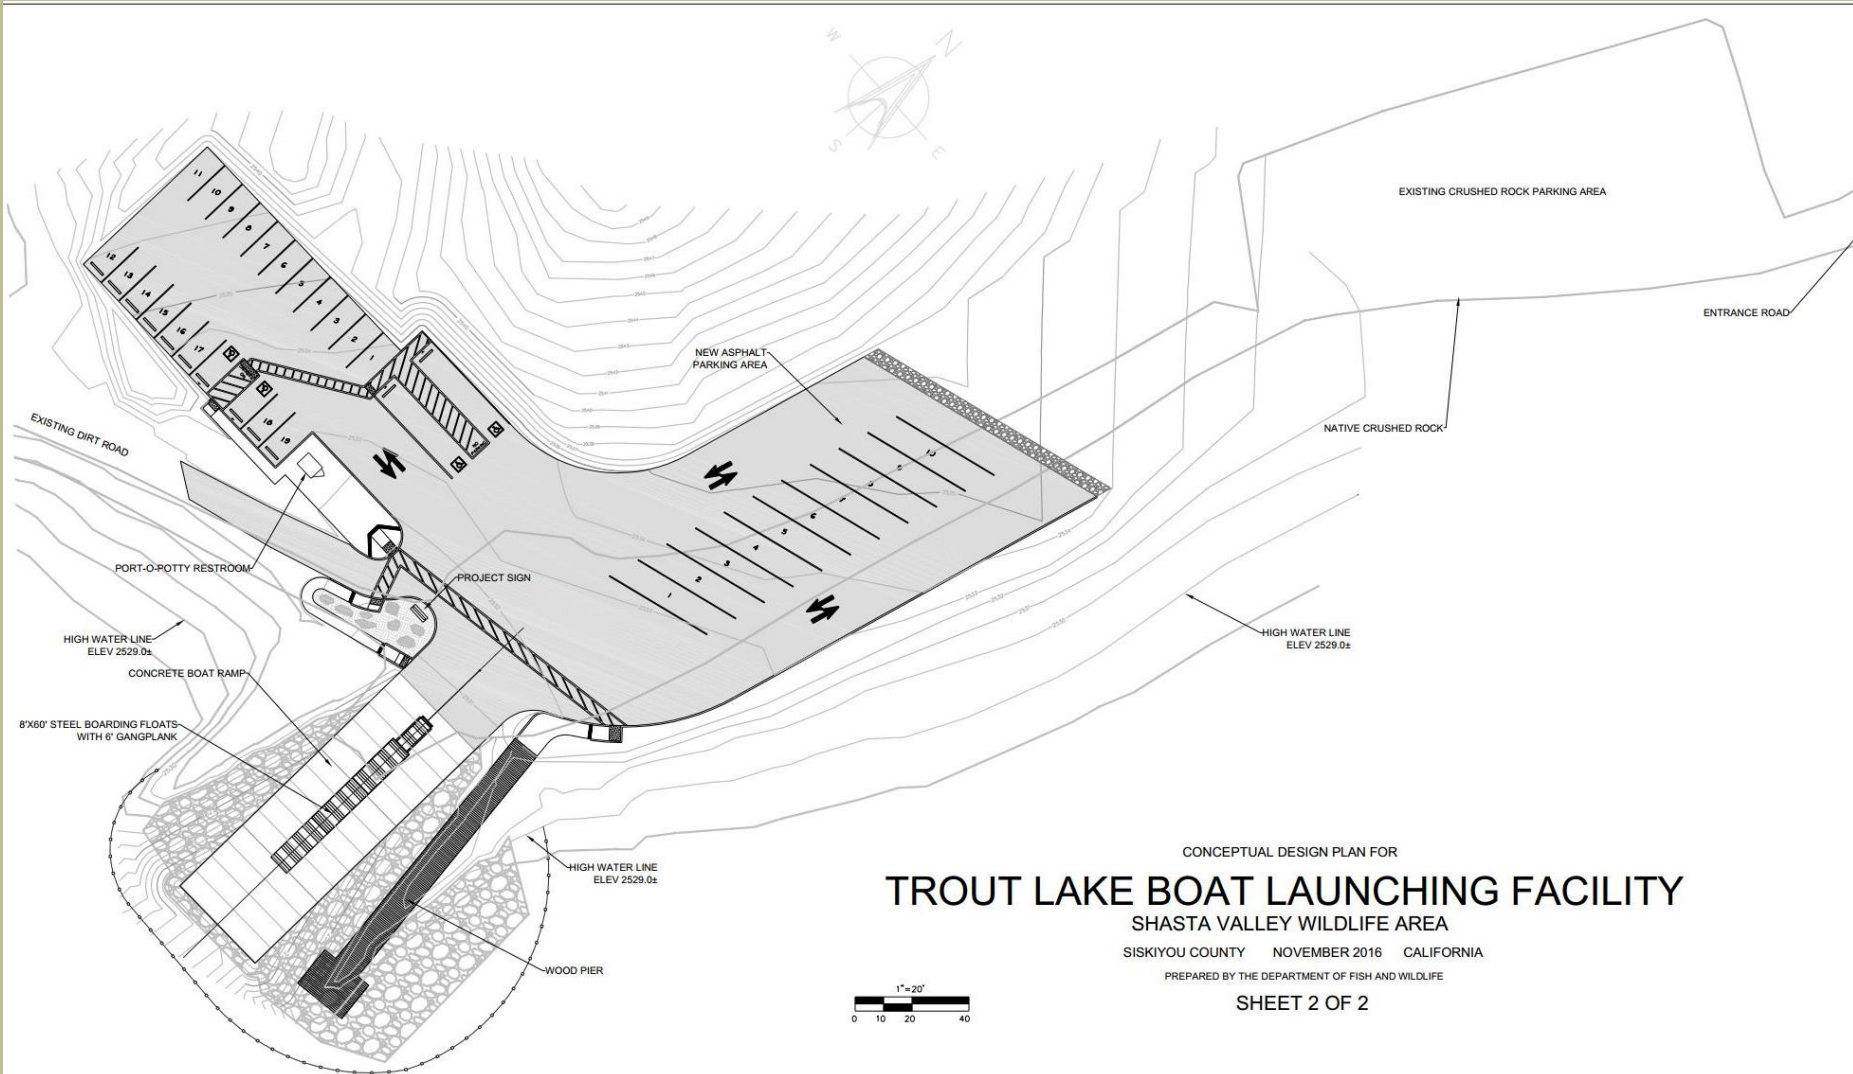 W
N
S
E
EXISTING CRUSHED ROCK PARKING AREA
ENTRANCE ROAD
NATIVE CRUSHED ROCK
NEW ASPHALT
PARKING AREA
11
10
9
8
7
6
5
4
3
2
1
12
13
14
15
16
17
18
19
1
2
3
4
5
6
7
8
9
10
EXISTING DIRT ROAD
PORT-O-POTTY RESTROOM
PROJECT SIGN
HIGH WATER LINE
ELEV 2529.0±
CONCRETE BOAT RAMP
8'X60' STEEL BOARDING FLOATS
WITH 6' GANGPLANK
HIGH WATER LINE
ELEV 2529.0±
HIGH WATER LINE
ELEV 2529.0±
WOOD PIER
2530
CONCEPTUAL DESIGN PLAN FOR
TROUT LAKE BOAT LAUNCHING FACILITY
SHASTA VALLEY WILDLIFE AREA
SISKIYOU COUNTY NOVEMBER 2016 CALIFORNIA
PREPARED BY THE DEPARTMENT OF FISH AND WILDLIFE
SHEET 2 OF 2
1"=20'
0 10 20 40